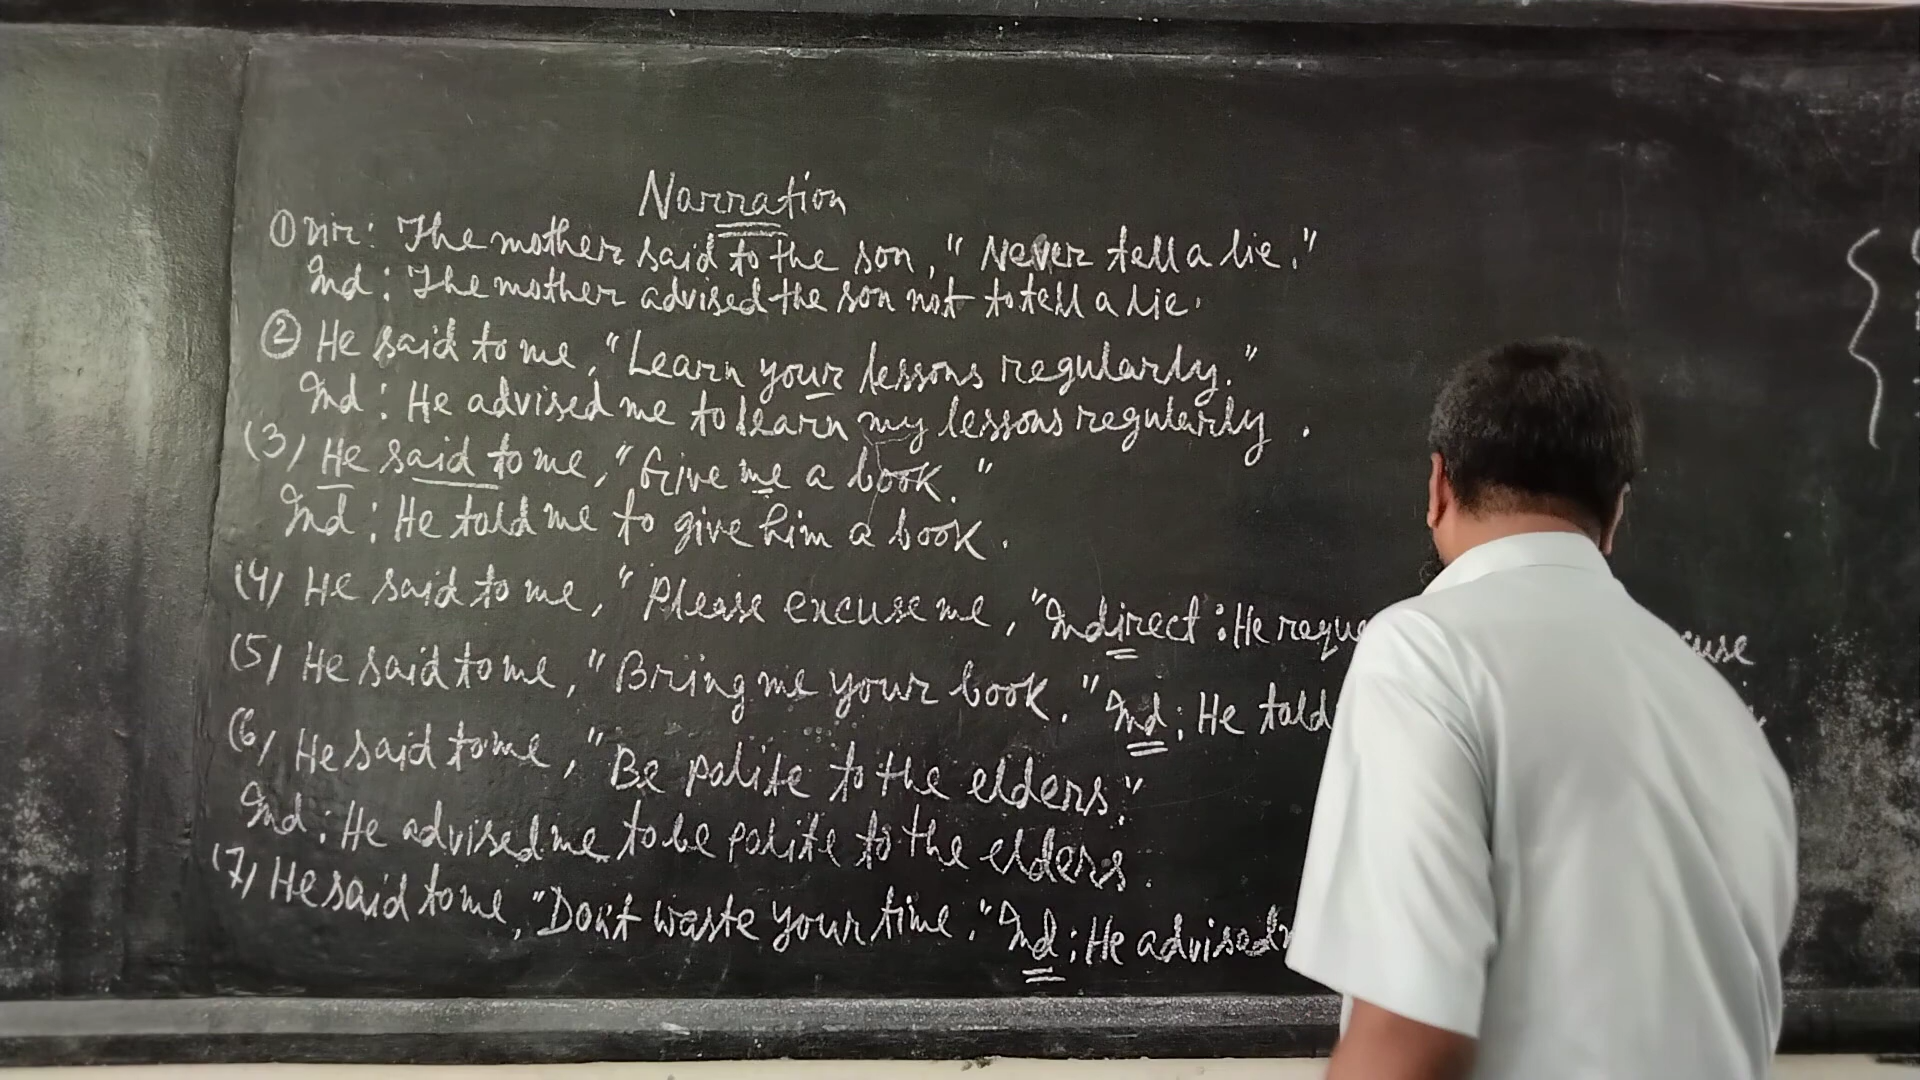 Narration
① Dir: The mother said to the son, "Never tell a lie."
Ind: The mother advised the son not to tell a lie.
② He said to me, "Learn your lessons regularly."
Ind: He advised me to learn my lessons regularly.
(3) He said to me, "Give me a book."
Ind: He told me to give him a book.
(4) He said to me, "Please excuse me, "Indirect: He
(5) He said to me, "Bring me your book." Ind: He told
(6) He said to me, "Be polite to the elders."
Ind: He advised me to be polite to the elders.
(7) He said to me, "Don't waste your time." Ind: He advised